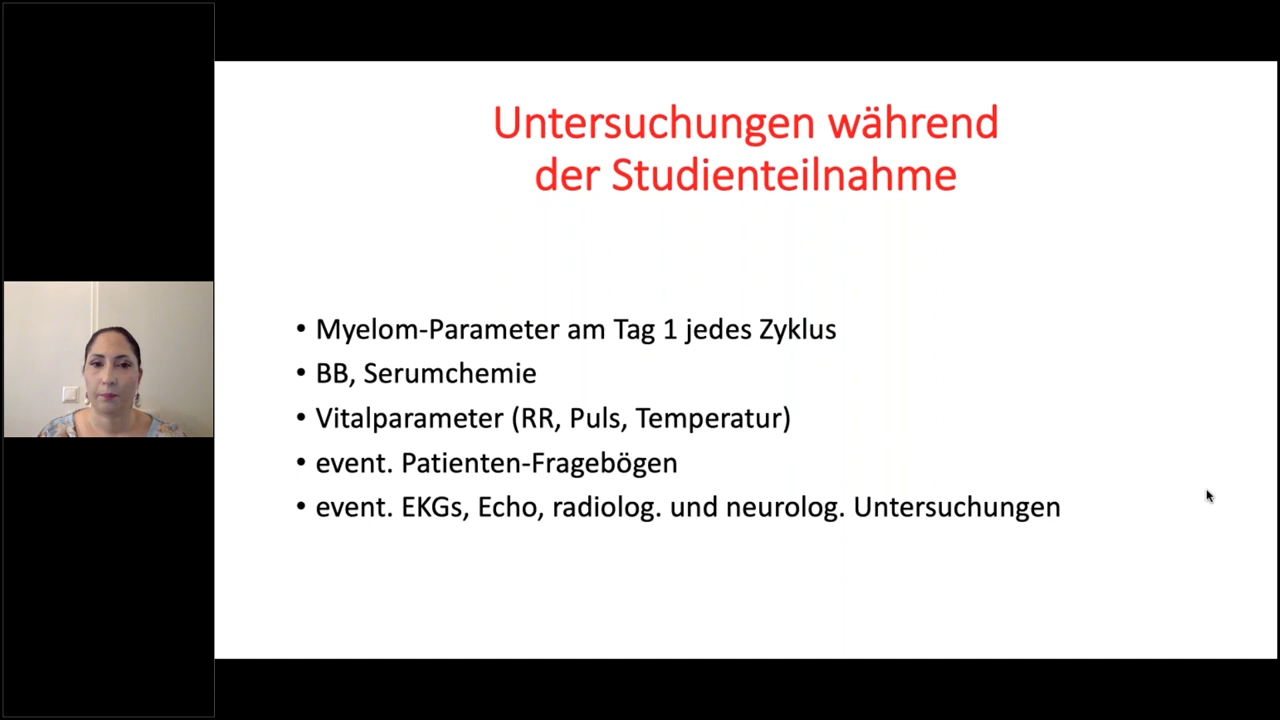 Untersuchungen während
der Studienteilnahme
• Myelom-Parameter am Tag 1 jedes Zyklus
• BB, Serumchemie
• Vitalparameter (RR, Puls, Temperatur)
• event. Patienten-Fragebögen
• event. EKGs, Echo, radiolog. und neurolog. Untersuchungen